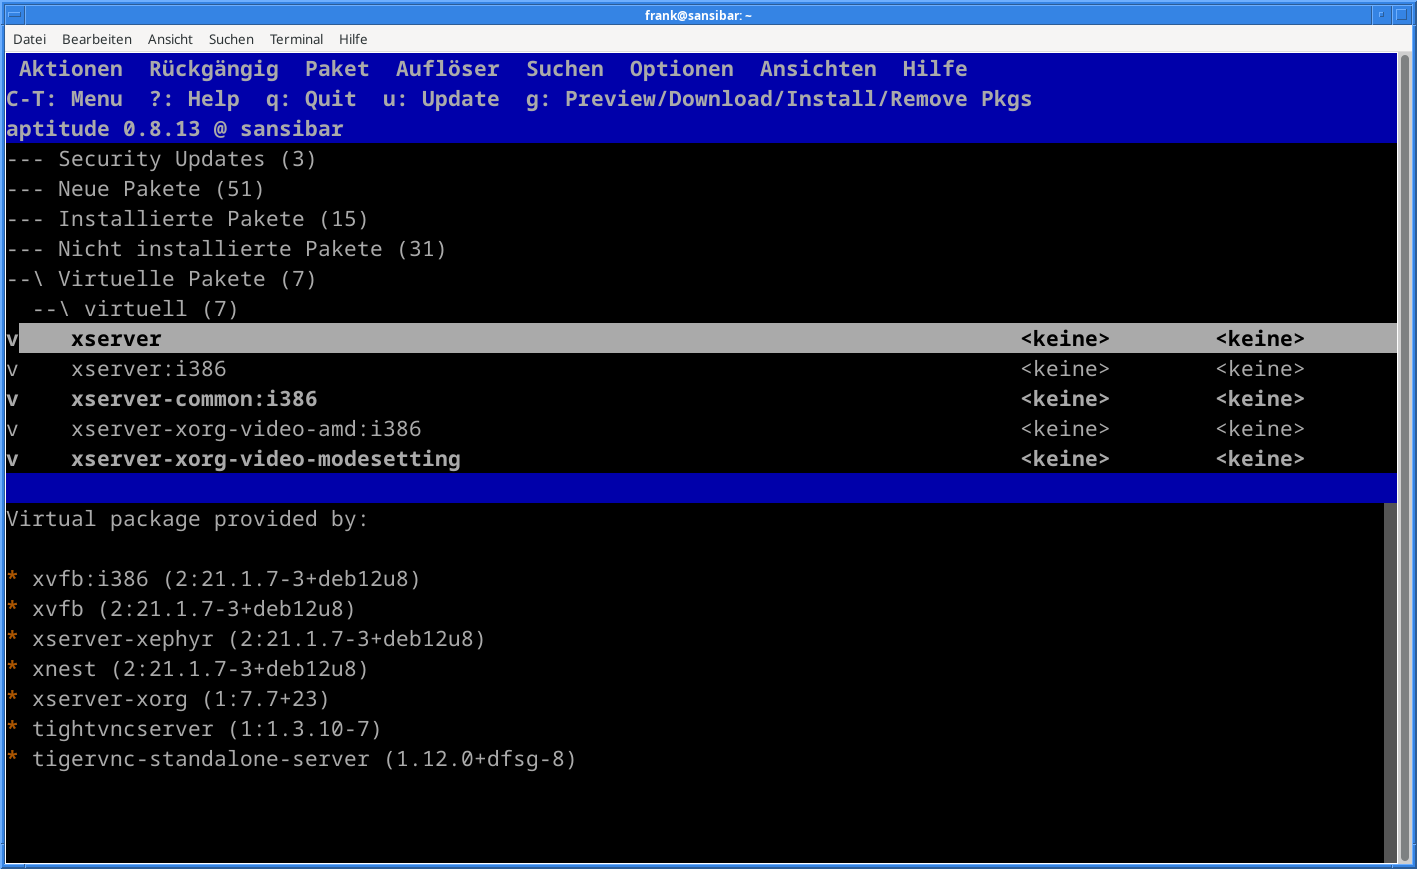 frank@sansibar: ~
Datei Bearbeiten Ansicht Suchen Terminal Hilfe
Aktionen Rückgängig Paket Auflöser Suchen Optionen Ansichten Hilfe
C-T: Menu ?: Help q: Quit u: Update g: Preview/Download/Install/Remove Pkgs
aptitude 0.8.13 @ sansibar
--- Security Updates (3)
--- Neue Pakete (51)
--- Installierte Pakete (15)
--- Nicht installierte Pakete (31)
--\ Virtuelle Pakete (7)
--\ virtuell (7)
v xserver <keine> <keine>
v xserver:i386 <keine> <keine>
v xserver-common:i386 <keine> <keine>
v xserver-xorg-video-amd:i386 <keine> <keine>
v xserver-xorg-video-modesetting <keine> <keine>
Virtual package provided by:
* xvfb:i386 (2:21.1.7-3+deb12u8)
* xvfb (2:21.1.7-3+deb12u8)
* xserver-xephyr (2:21.1.7-3+deb12u8)
* xnest (2:21.1.7-3+deb12u8)
* xserver-xorg (1:7.7+23)
* tightvncserver (1:1.3.10-7)
* tigervnc-standalone-server (1.12.0+dfsg-8)